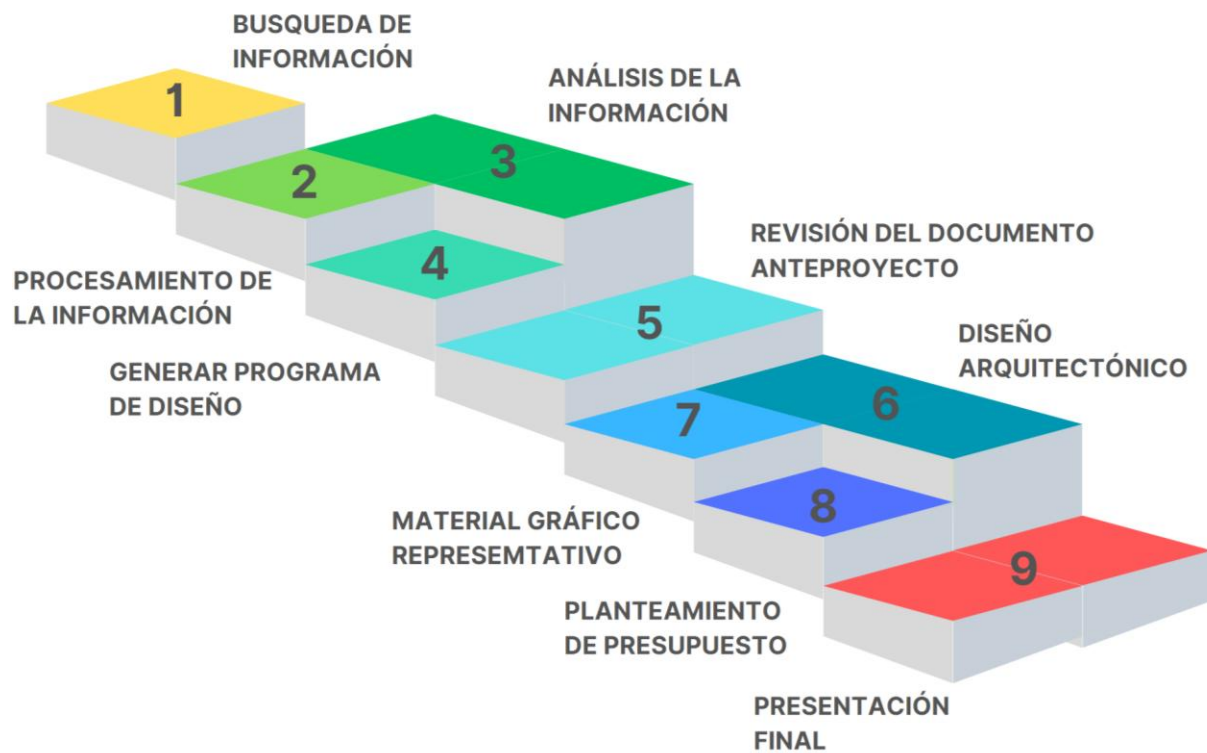 1
BUSQUEDA DE
INFORMACIÓN
2
PROCESAMIENTO DE
LA INFORMACIÓN
3
ANÁLISIS DE LA
INFORMACIÓN
4
GENERAR PROGRAMA
DE DISEÑO
5
REVISIÓN DEL DOCUMENTO
ANTEPROYECTO
6
DISEÑO
ARQUITECTÓNICO
7
MATERIAL GRÁFICO
REPRESEMTATIVO
8
PLANTEAMIENTO
DE PRESUPUESTO
9
PRESENTACIÓN
FINAL